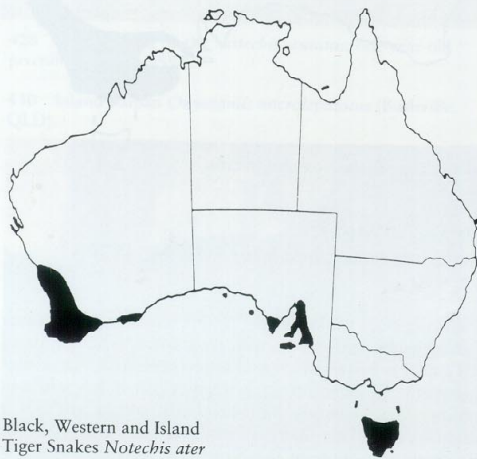 Black, Western and Island
Tiger Snakes Notechis ater